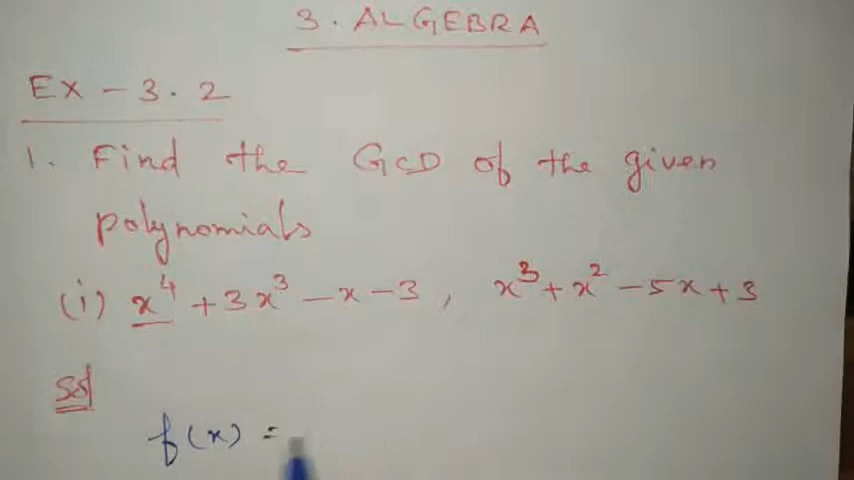 3. ALGEBRA
EX - 3.2
1. Find the GCD of the given
polynomials
(i) x⁴ + 3x³ - x - 3, x³ + x² - 5x + 3
Sol
f(x) =